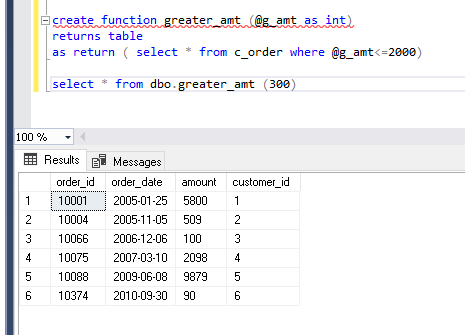 create function greater_amt (@g_amt as int)
returns table
as return ( select * from c_order where @g_amt<=2000)
select * from dbo.greater_amt (300)
100 %
Results Messages
order_id order_date amount customer_id
1 10001 2005-01-25 5800 1
2 10004 2005-11-05 509 2
3 10066 2006-12-06 100 3
4 10075 2007-03-10 2098 4
5 10088 2009-06-08 9879 5
6 10374 2010-09-30 90 6